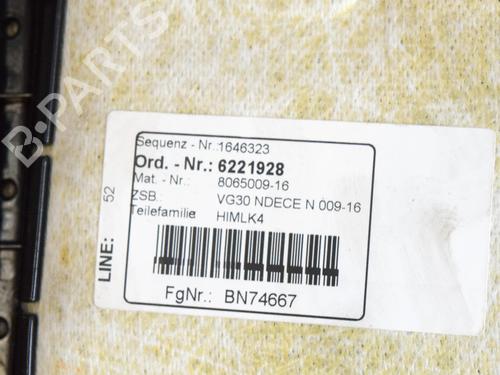 B-PARTS
Sequenz - Nr.:1646323
Ord. - Nr.: 6221928
Mat. - Nr.: 8065009-16
ZSB.: VG30 NDECE N 009-16
Teilefamilie HIMLK4
FgNr.: BN74667
LINE: 52